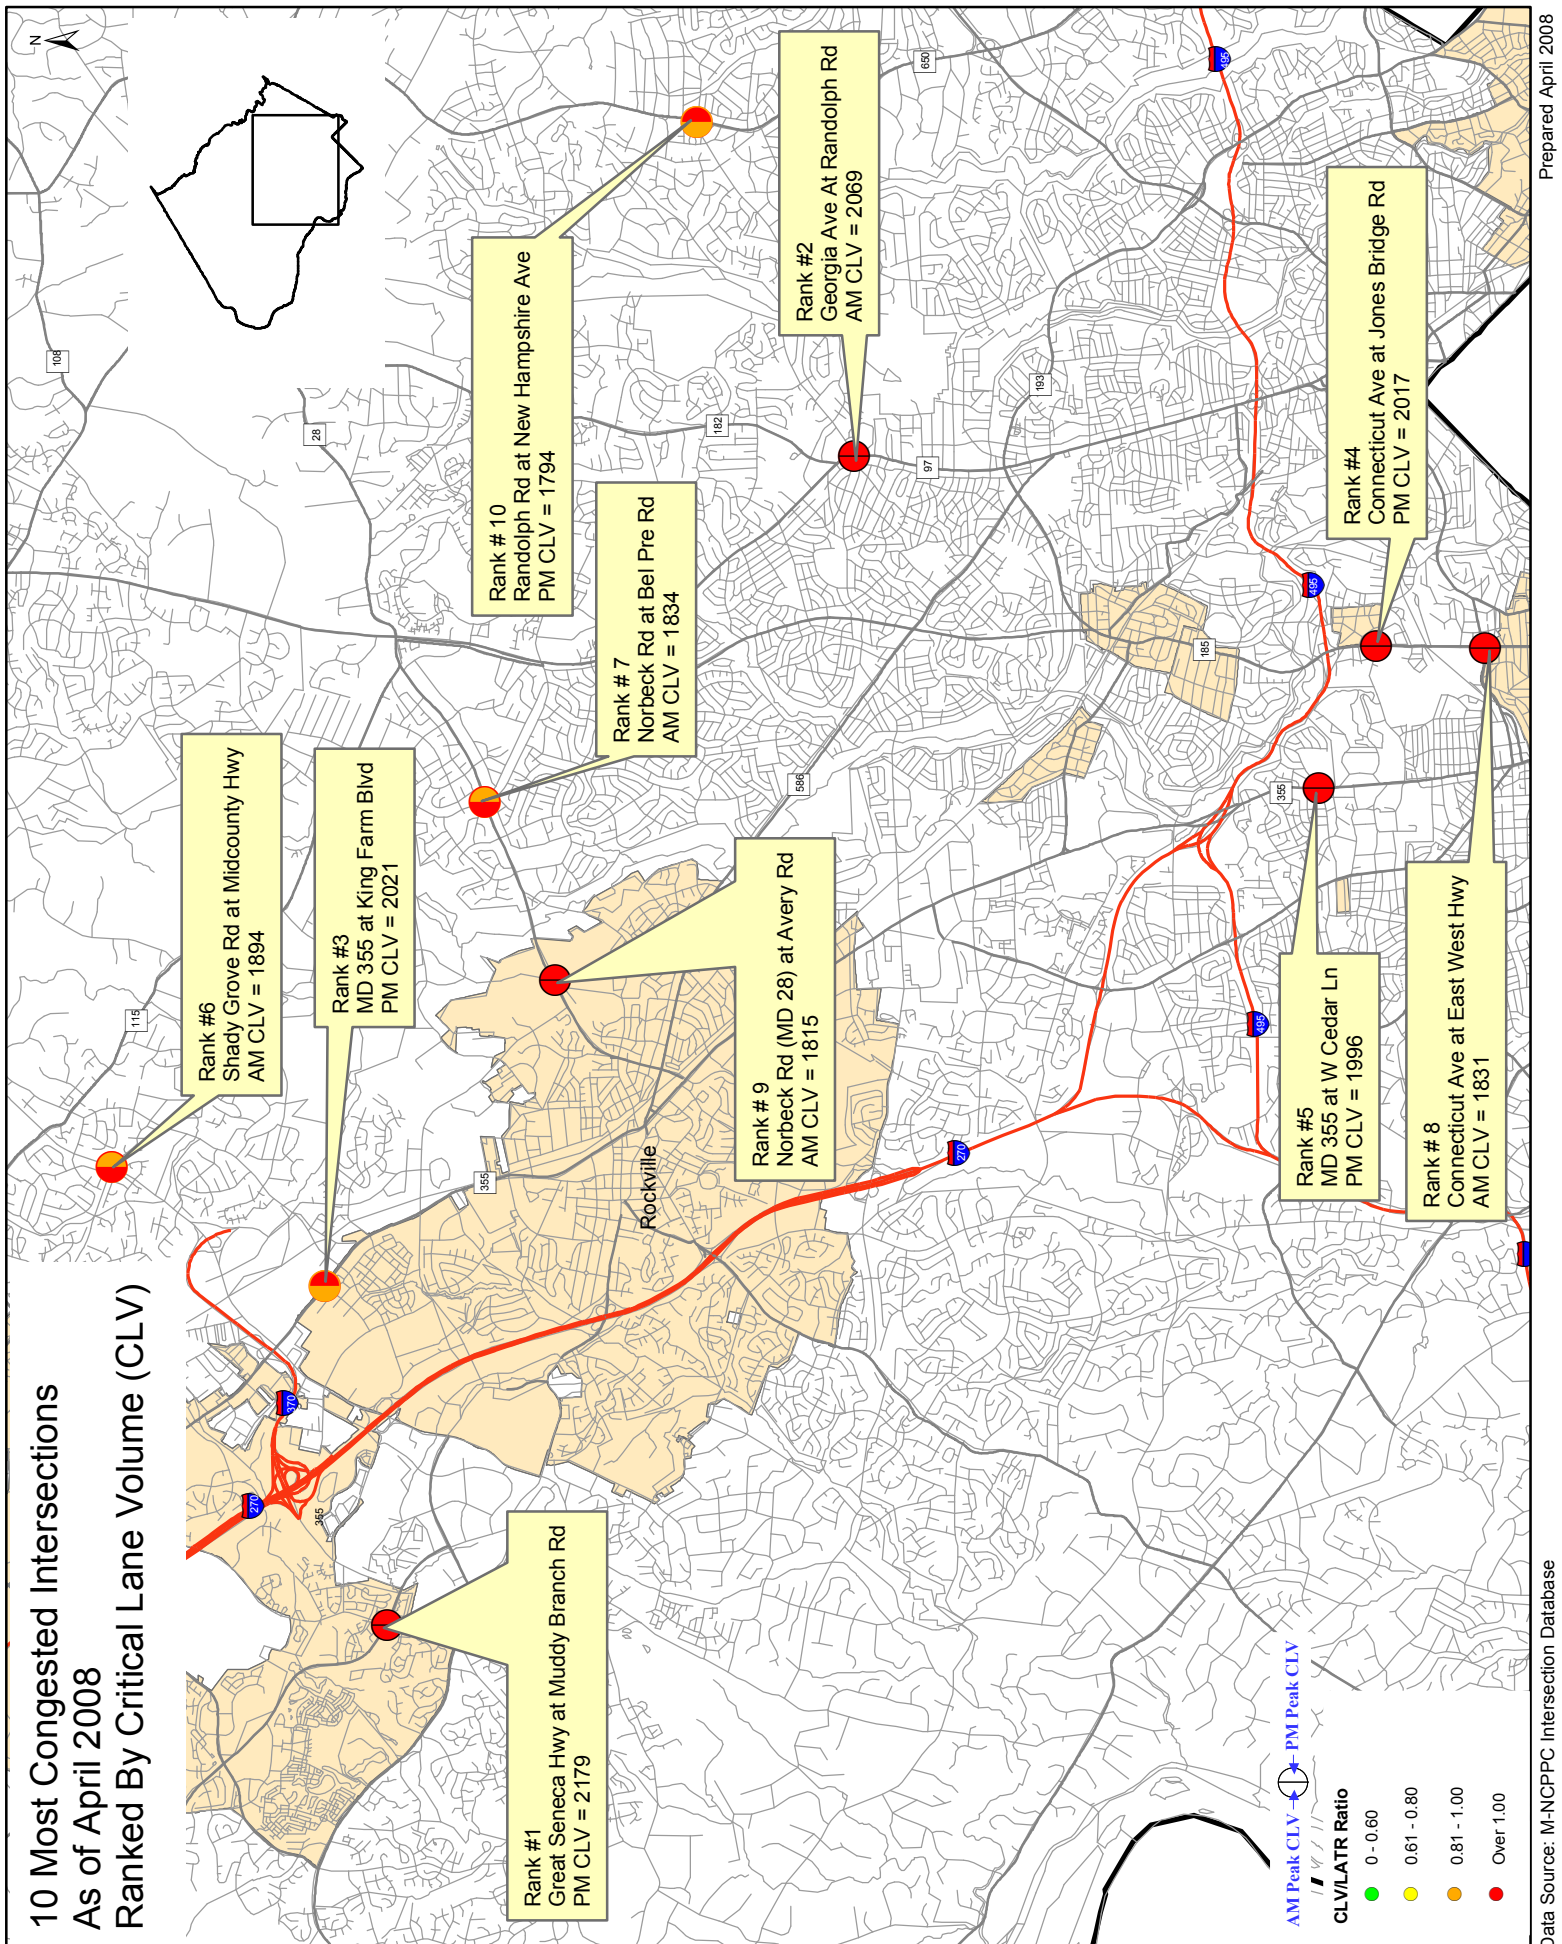 10 Most Congested Intersections
As of April 2008
Ranked By Critical Lane Volume (CLV)
N
Rank #6
Shady Grove Rd at Midcounty Hwy
AM CLV = 1894
Rank #3
MD 355 at King Farm Blvd
PM CLV = 2021
Rank # 10
Randolph Rd at New Hampshire Ave
PM CLV = 1794
Rank # 7
Norbeck Rd at Bel Pre Rd
AM CLV = 1834
Rank #2
Georgia Ave At Randolph Rd
AM CLV = 2069
Rank #1
Great Seneca Hwy at Muddy Branch Rd
PM CLV = 2179
Rank # 9
Norbeck Rd (MD 28) at Avery Rd
AM CLV = 1815
Rank #4
Connecticut Ave at Jones Bridge Rd
PM CLV = 2017
Rank #5
MD 355 at W Cedar Ln
PM CLV = 1996
Rank # 8
Connecticut Ave at East West Hwy
AM CLV = 1831
Rockville
108
28
115
650
182
97
193
586
185
355
355
355
270
370
270
495
495
495
AM Peak CLV PM Peak CLV
CLV/LATR Ratio
0 - 0.60
0.61 - 0.80
0.81 - 1.00
Over 1.00
Data Source: M-NCPPC Intersection Database
Prepared April 2008